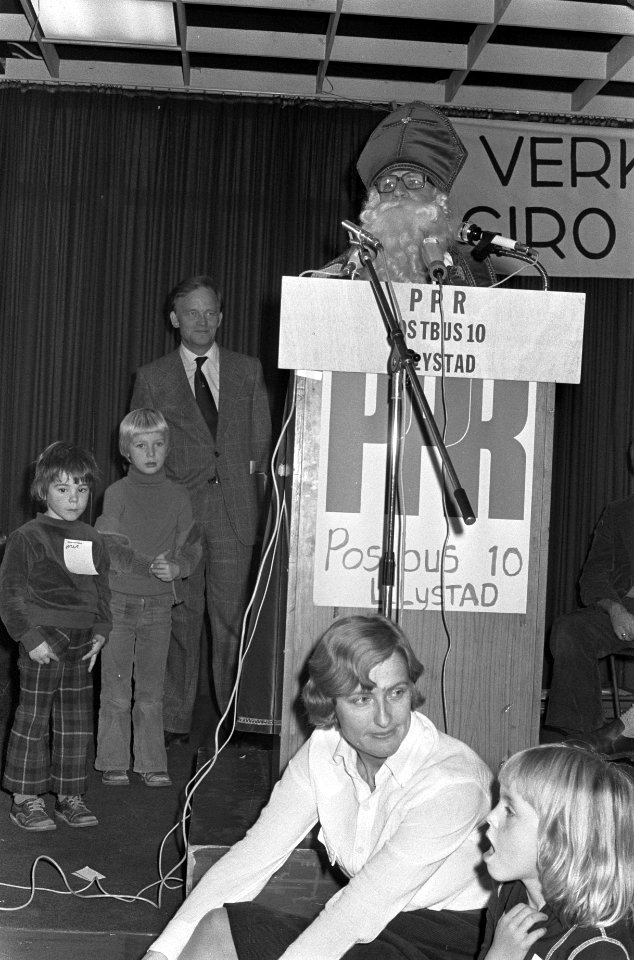 VERK
GIRO
PPR
POSTBUS 10
LELYSTAD
PPR
POSTBUS 10
LELYSTAD